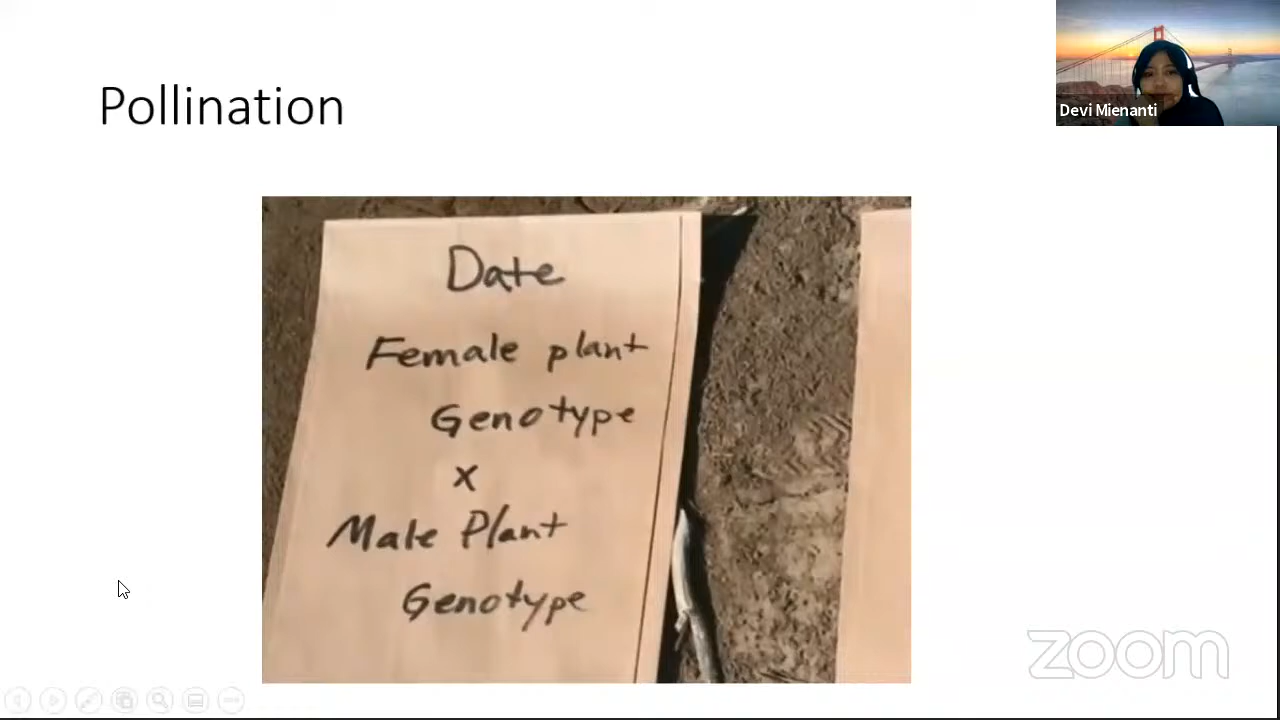 Pollination
Devi Mienanti
Date
Female plant
Genotype
x
Male Plant
Genotype
zoom